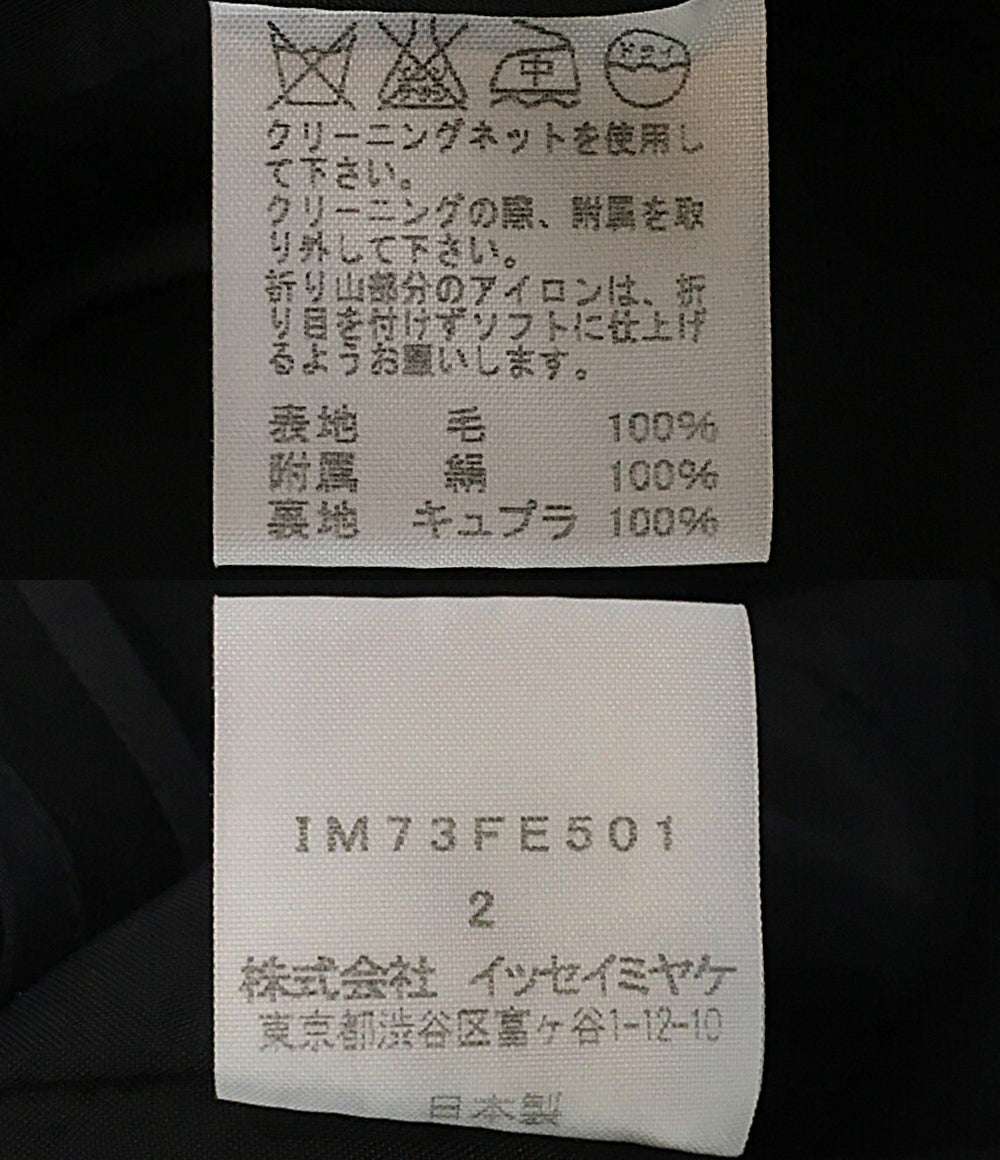 中 ドライ
クリーニングネットを使用し
て下さい。
クリーニングの際、附属を取
り外して下さい。
折り山部分のアイロンは、折
り目を付けずソフトに仕上げ
るようお願いします。
表地 毛 100%
附属 絹 100%
裏地 キュプラ 100%
IM73FE501
2
株式会社 イッセイミヤケ
東京都渋谷区富ヶ谷1-12-10
日本製